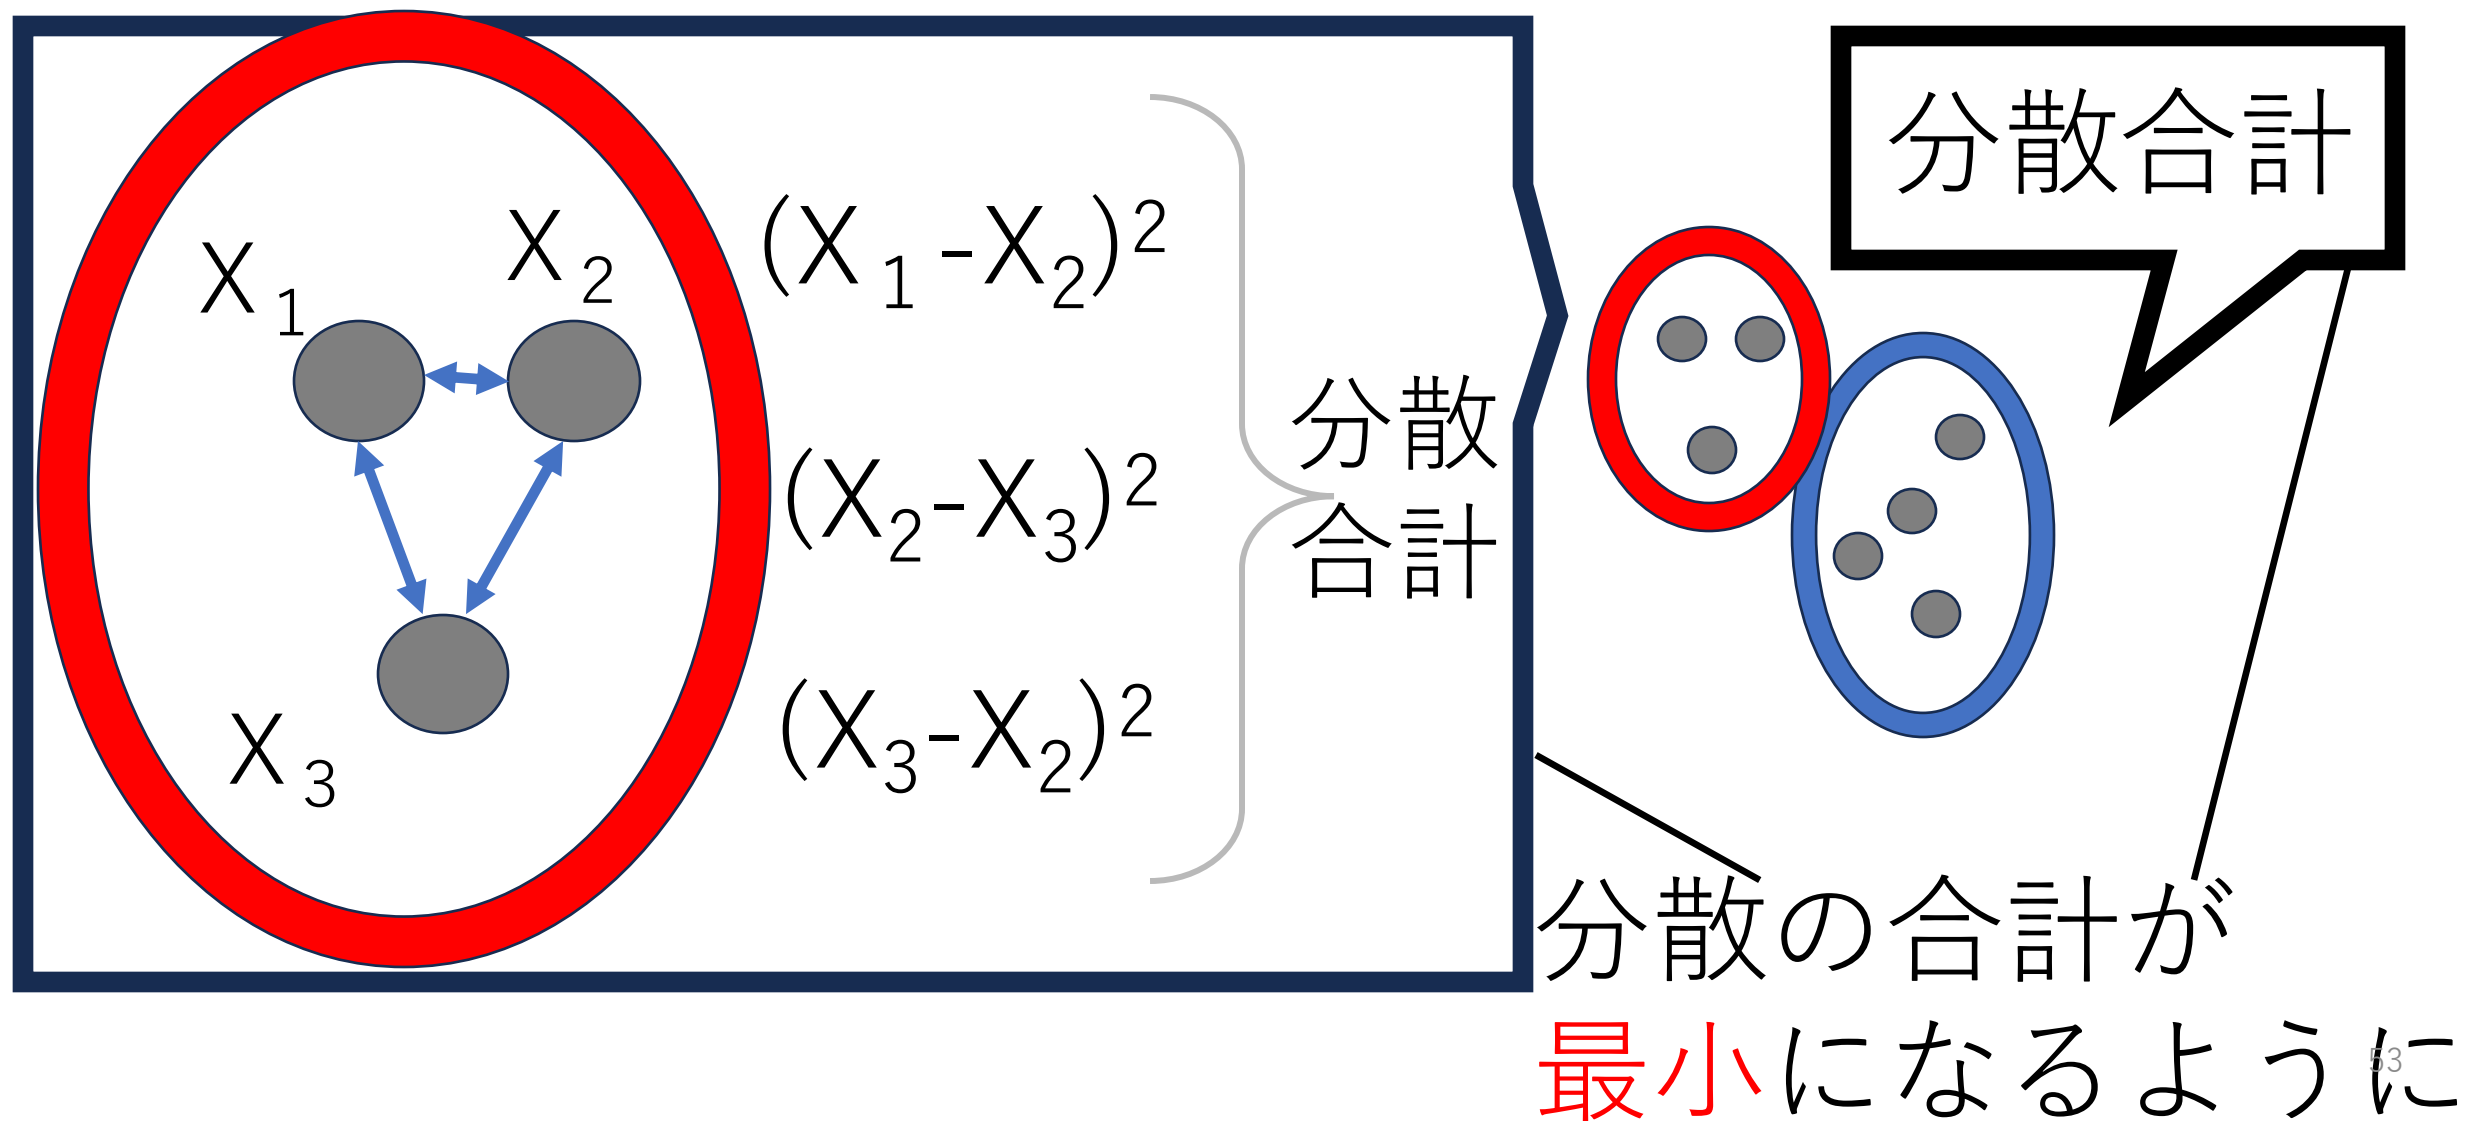 X₁
X₂
X₃
(X₁-X₂)²
(X₂-X₃)²
(X₃-X₂)²
分散
合計
分散合計
分散の合計が
最小になるように
53